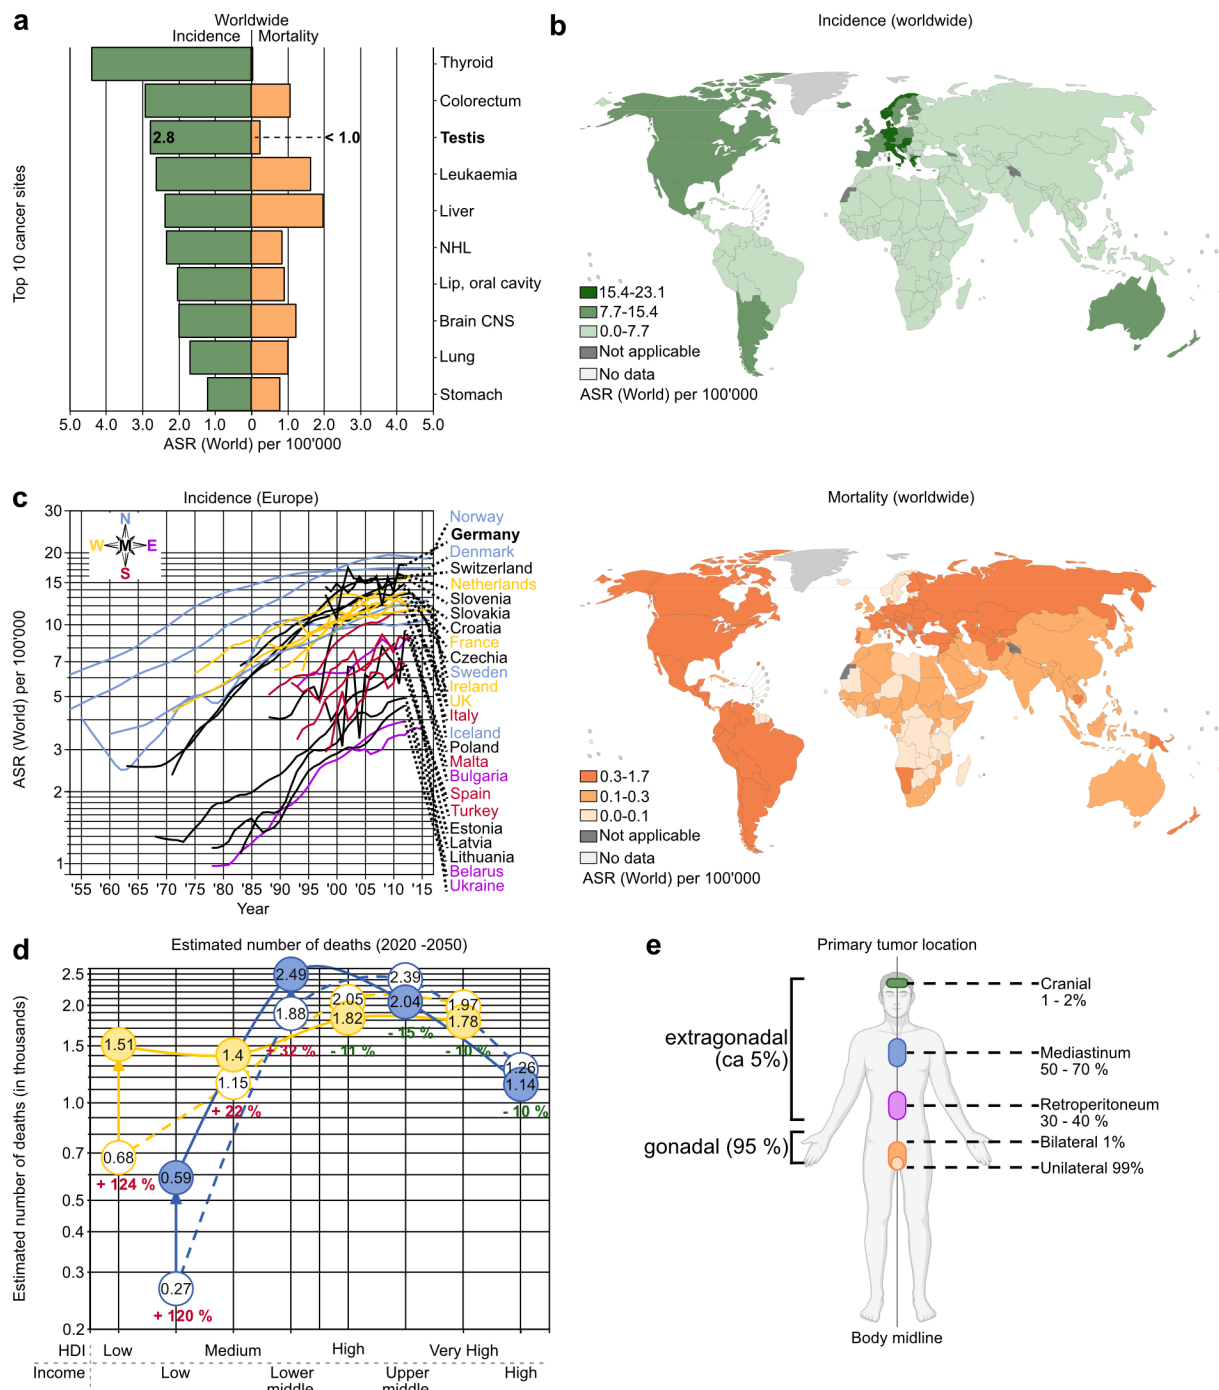 a
Worldwide
Incidence
Mortality
Top 10 cancer sites
Thyroid
Colorectum
2.8
< 1.0
Testis
Leukaemia
Liver
NHL
Lip, oral cavity
Brain CNS
Lung
Stomach
5.0 4.0 3.0 2.0 1.0 0 1.0 2.0 3.0 4.0 5.0
ASR (World) per 100'000
b
Incidence (worldwide)
15.4-23.1
7.7-15.4
0.0-7.7
Not applicable
No data
ASR (World) per 100'000
Mortality (worldwide)
0.3-1.7
0.1-0.3
0.0-0.1
Not applicable
No data
ASR (World) per 100'000
c
Incidence (Europe)
ASR (World) per 100'000
30
20
15
10
7
5
3
2
1
N
W M E
S
Norway
Germany
Denmark
Switzerland
Netherlands
Slovenia
Slovakia
Croatia
France
Czechia
Sweden
Ireland
UK
Italy
Iceland
Poland
Malta
Bulgaria
Spain
Turkey
Estonia
Latvia
Lithuania
Belarus
Ukraine
'55 '60 '65 '70 '75 '80 '85 '90 '95 '00 '05 '10 '15
Year
d
Estimated number of deaths (2020 -2050)
Estimated number of deaths (in thousands)
2.5
2.0
1.5
1.0
0.7
0.5
0.4
0.3
0.2
1.51
0.68
+ 124 %
0.59
0.27
+ 120 %
1.4
1.15
+ 22 %
2.49
1.88
+ 32 %
2.05
1.82
- 11 %
2.39
2.04
- 15 %
1.97
1.78
- 10 %
1.26
1.14
- 10 %
HDI Low Medium High Very High
Income Low Lower middle Upper middle High
e
Primary tumor location
extragonadal
(ca 5%)
gonadal (95 %)
Cranial
1 - 2%
Mediastinum
50 - 70 %
Retroperitoneum
30 - 40 %
Bilateral 1%
Unilateral 99%
Body midline